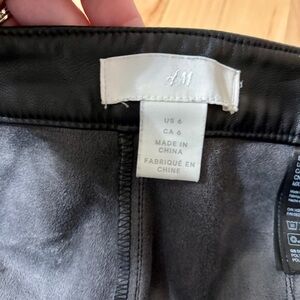 H&M
US 6
CA 6
MADE IN
CHINA
FABRIQUÉ EN
CHINE